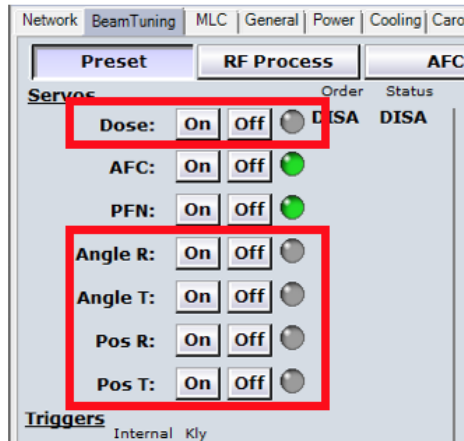 Network BeamTuning MLC General Power Cooling Caro
Preset RF Process AFC
Servos Order Status
Dose: On Off DISA DISA
AFC: On Off
PFN: On Off
Angle R: On Off
Angle T: On Off
Pos R: On Off
Pos T: On Off
Triggers
Internal Kly